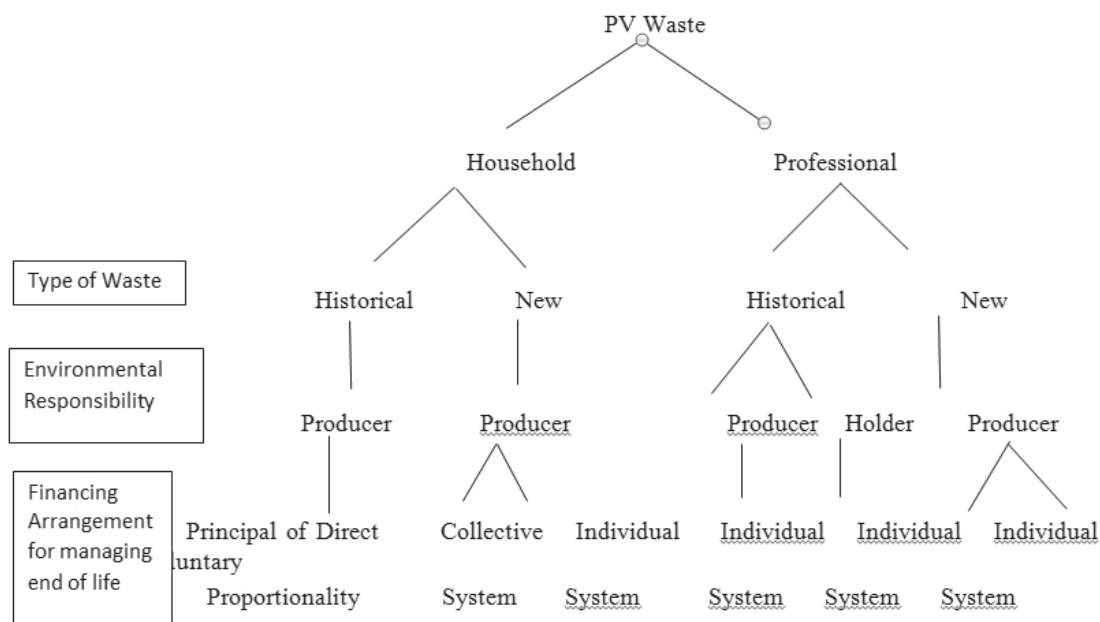 PV Waste
Household Professional
Type of Waste
Historical New Historical New
Environmental
Responsibility
Producer Producer Producer Holder Producer
Financing
Arrangement
for managing
end of life
Principal of Direct Collective Individual Individual Individual Individual
luntary
Proportionality System System System System System